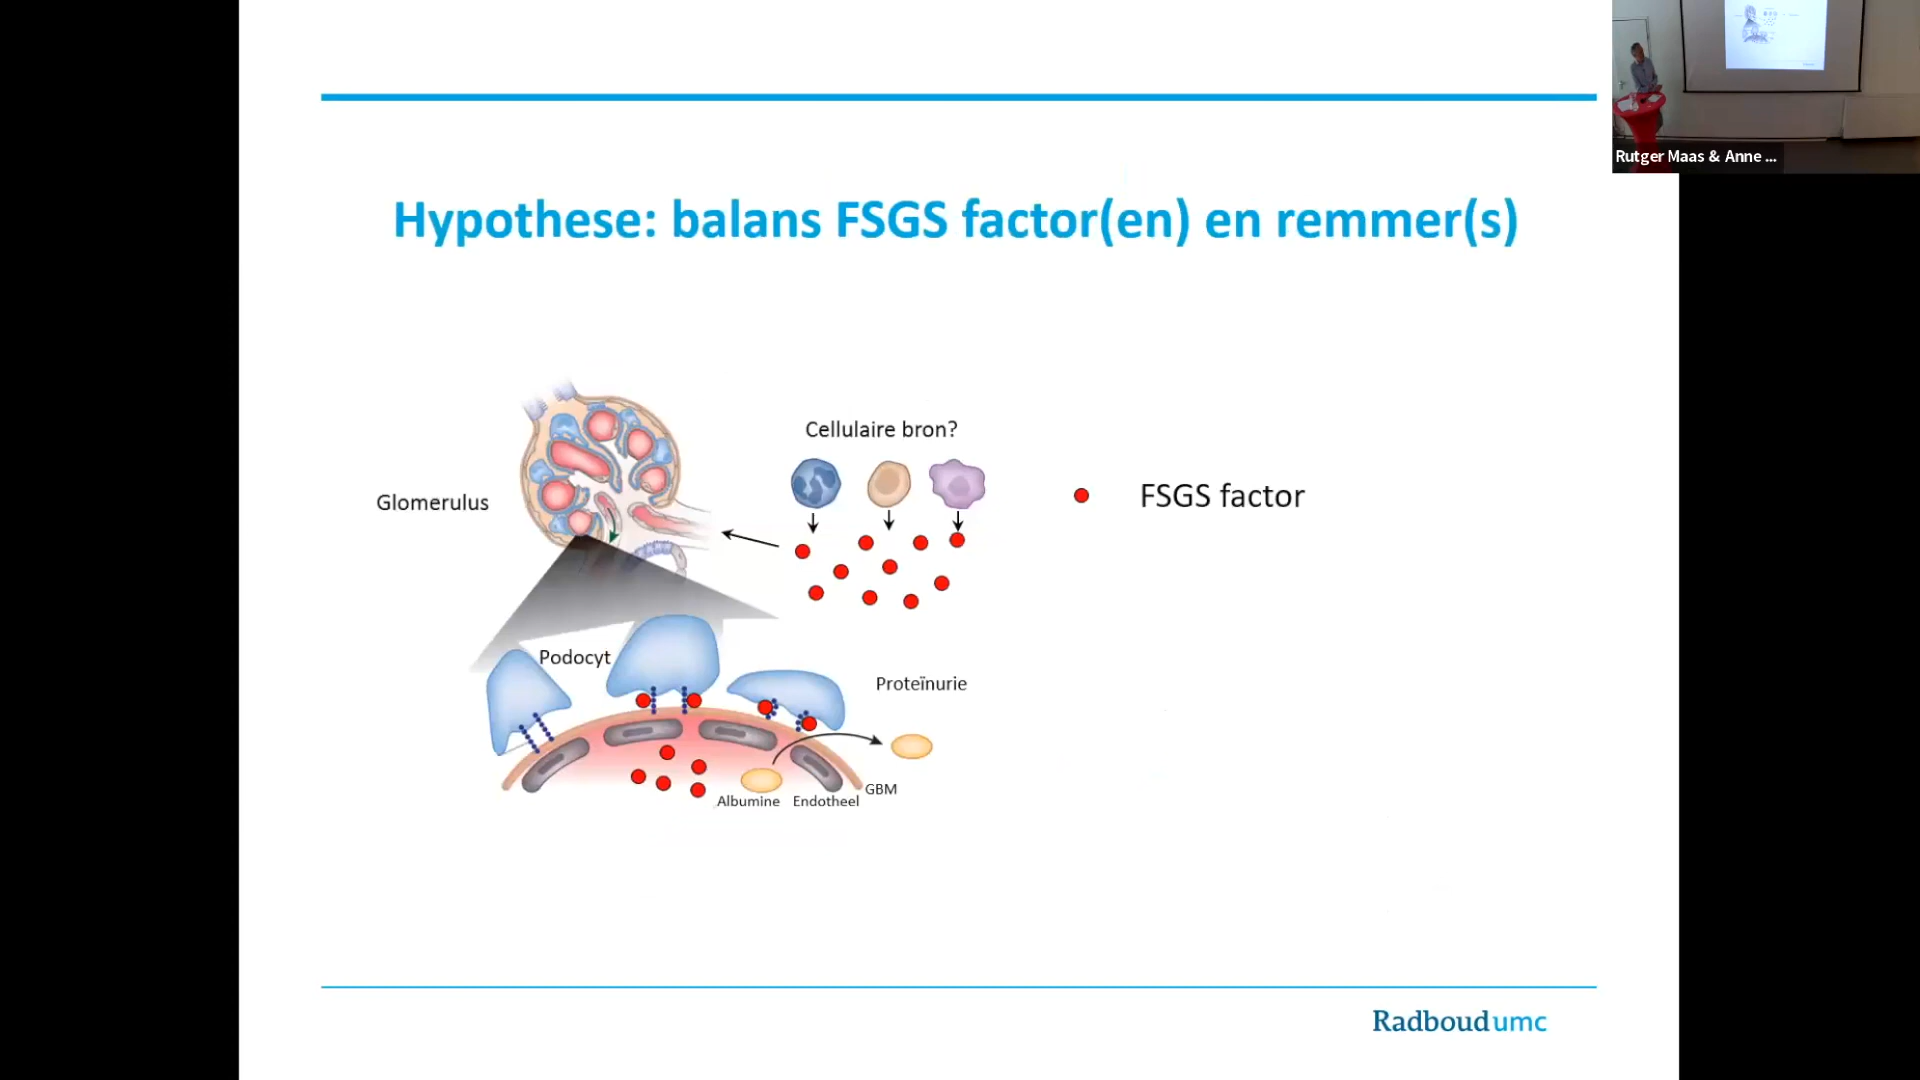 Rutger Maas & Anne ...
Hypothese: balans FSGS factor(en) en remmer(s)
Cellulaire bron?
Glomerulus
FSGS factor
Podocyt
Proteïnurie
Albumine
Endotheel
GBM
Radboudumc